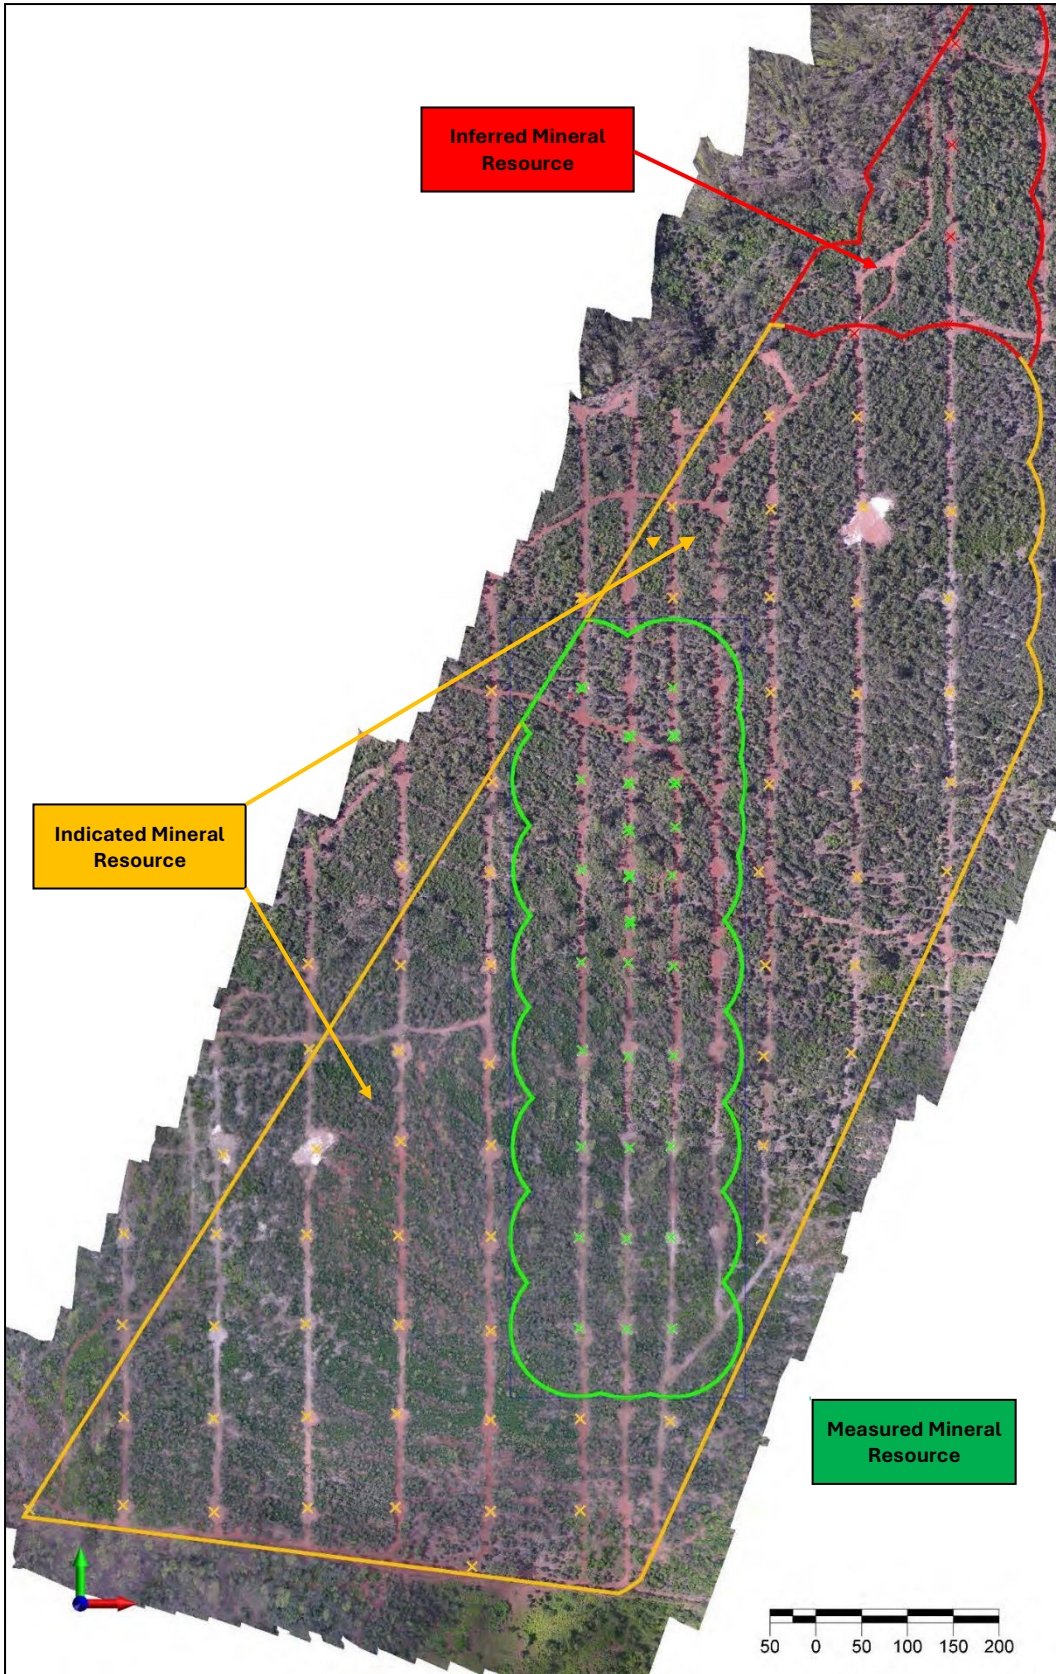 Inferred Mineral
Resource
Indicated Mineral
Resource
Measured Mineral
Resource
50 0 50 100 150 200